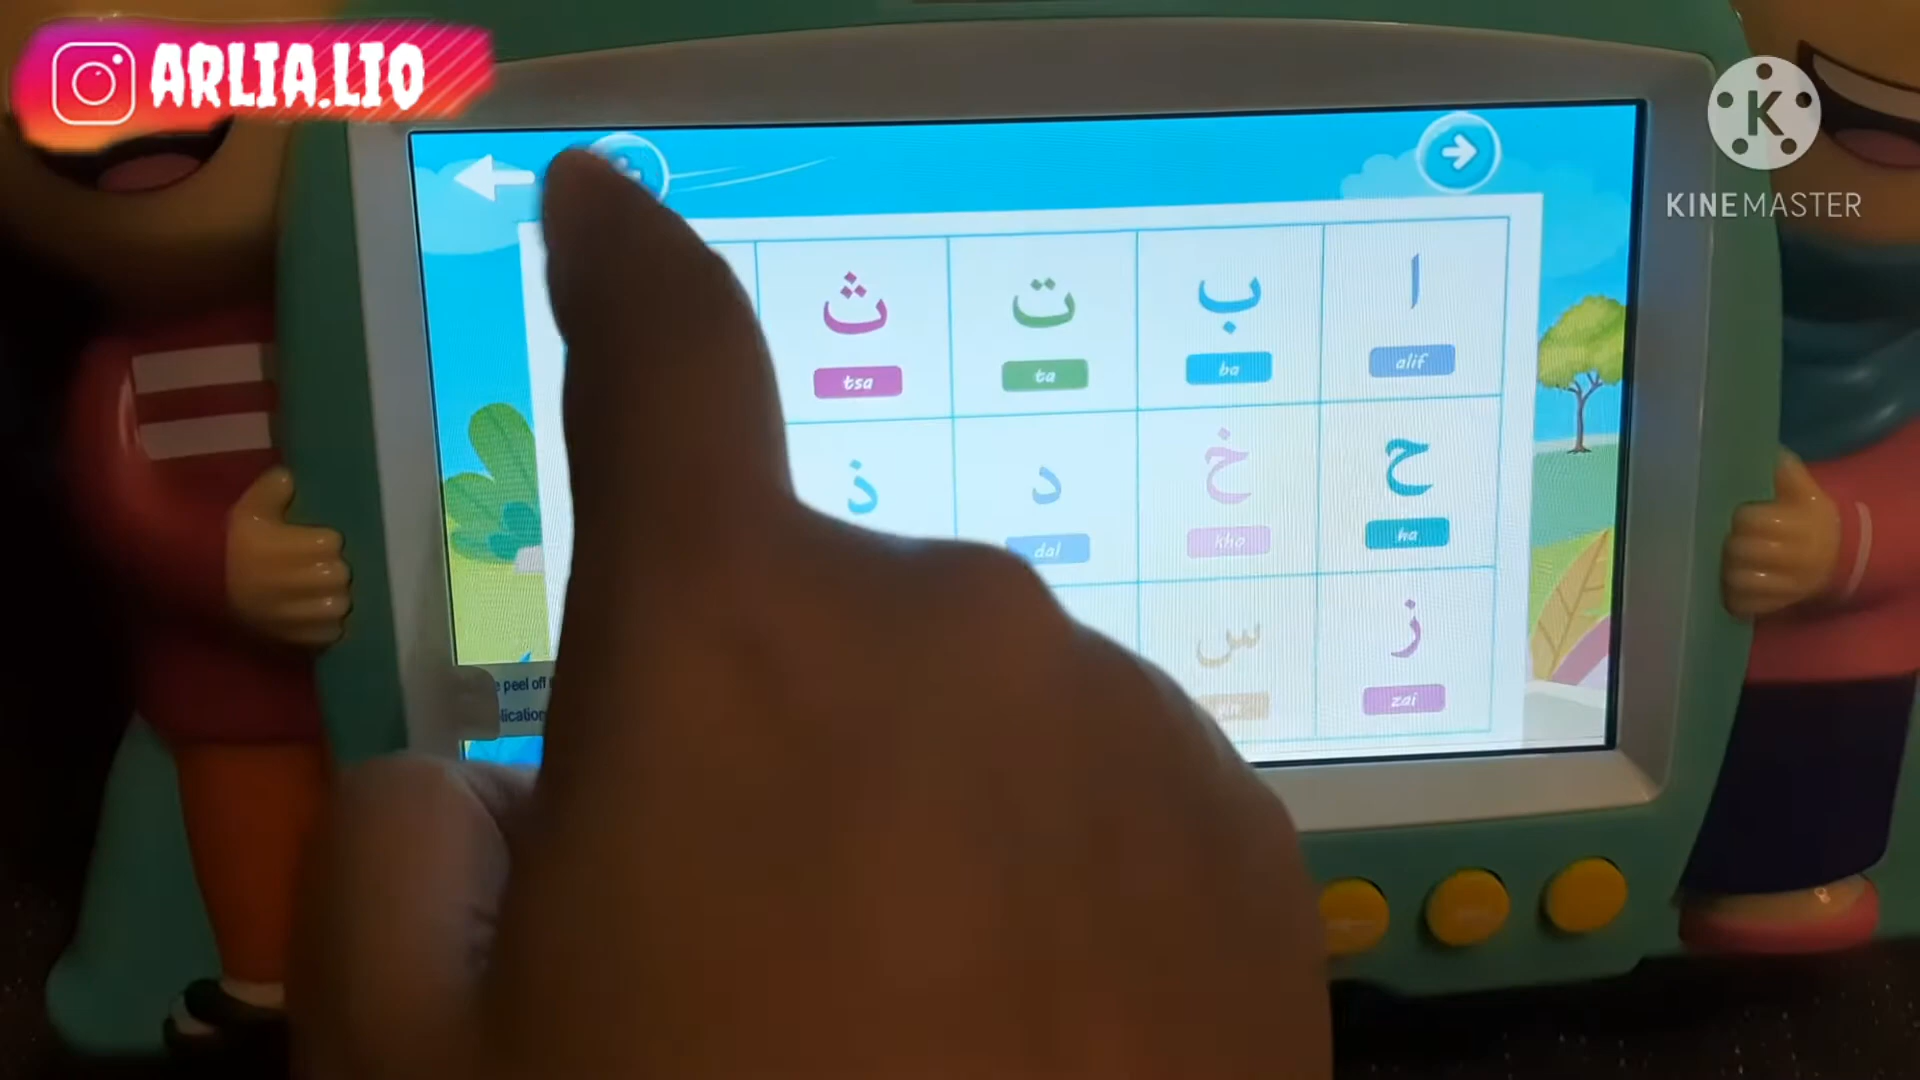 ARLIA.LIO
K
KINEMASTER
ا ب ت ث
alif ba ta tsa
ح خ د ذ
ha kho dal
ز س
zai
peel off
lication